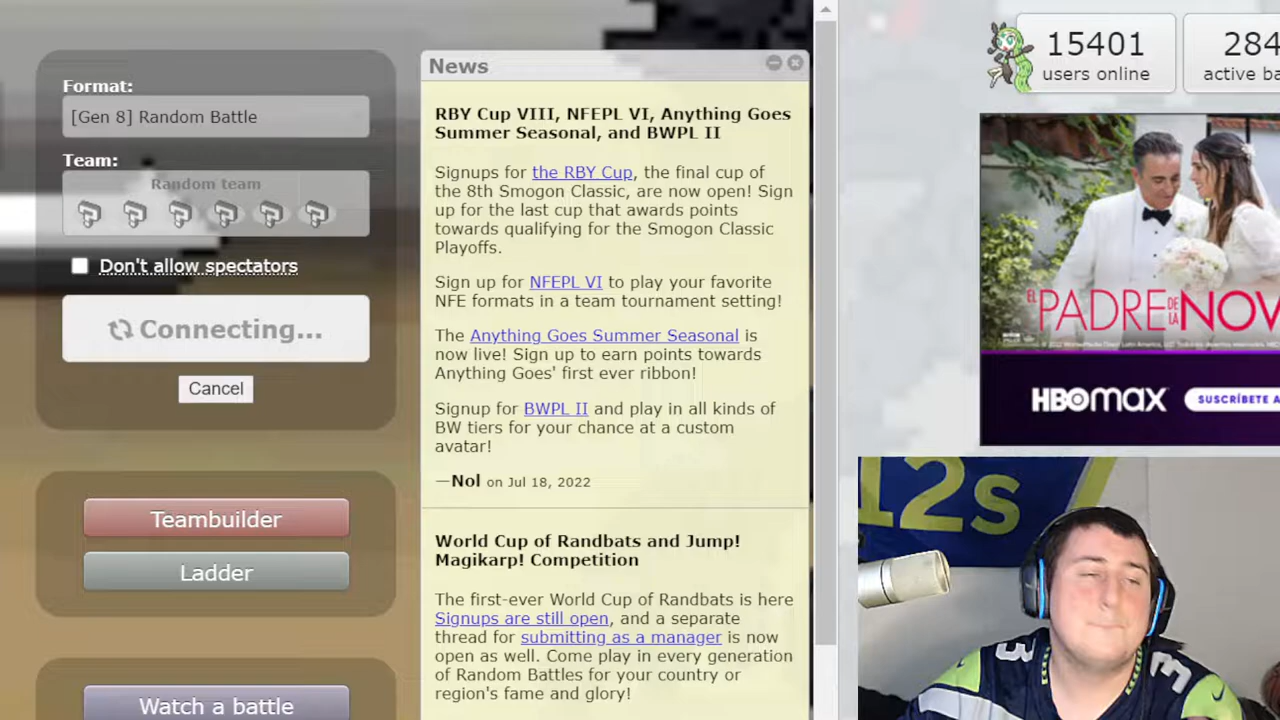 Format:
[Gen 8] Random Battle
Team:
Random team
Don't allow spectators
Connecting...
Cancel
Teambuilder
Ladder
Watch a battle
News
RBY Cup VIII, NFEPL VI, Anything Goes
Summer Seasonal, and BWPL II
Signups for the RBY Cup, the final cup of
the 8th Smogon Classic, are now open! Sign
up for the last cup that awards points
towards qualifying for the Smogon Classic
Playoffs.
Sign up for NFEPL VI to play your favorite
NFE formats in a team tournament setting!
The Anything Goes Summer Seasonal is
now live! Sign up to earn points towards
Anything Goes' first ever ribbon!
Signup for BWPL II and play in all kinds of
BW tiers for your chance at a custom
avatar!
—Nol on Jul 18, 2022
World Cup of Randbats and Jump!
Magikarp! Competition
The first-ever World Cup of Randbats is here
Signups are still open, and a separate
thread for submitting as a manager is now
open as well. Come play in every generation
of Random Battles for your country or
region's fame and glory!
15401
users online
284
active ba
EL PADRE DE LA NOV
HBOMAX
SUSCRÍBETE A
12s
3
3